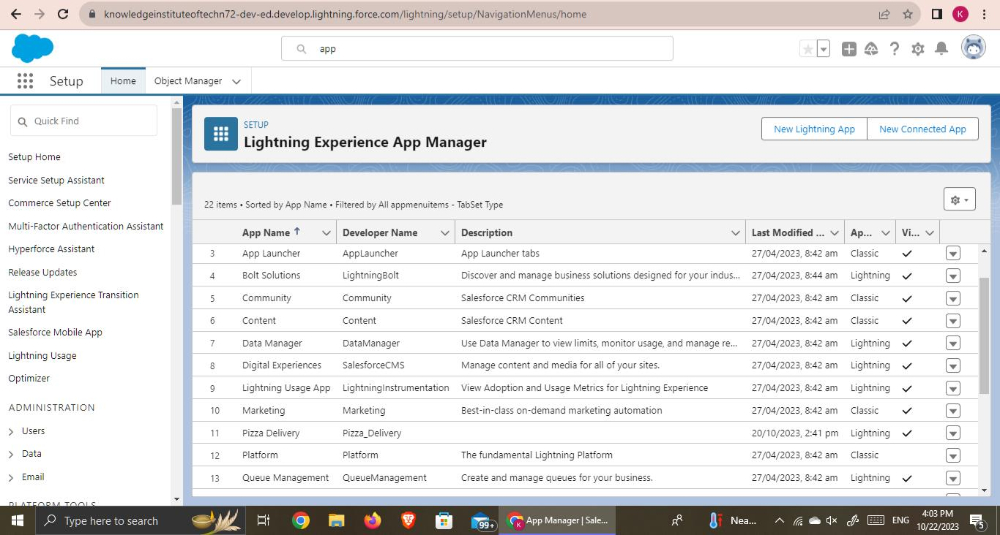 knowledgeinstituteoftechn72-dev-ed.develop.lightning.force.com/lightning/setup/NavigationMenus/home
K
app
Setup
Home
Object Manager
Quick Find
Setup Home
Service Setup Assistant
Commerce Setup Center
Multi-Factor Authentication Assistant
Hyperforce Assistant
Release Updates
Lightning Experience Transition
Assistant
Salesforce Mobile App
Lightning Usage
Optimizer
ADMINISTRATION
Users
Data
Email
PLATFORM TOOLS
SETUP
Lightning Experience App Manager
New Lightning App
New Connected App
22 items • Sorted by App Name • Filtered by All appmenuitems - TabSet Type
App Name ↑ Developer Name Description Last Modified ... Ap... Vi...
3 App Launcher AppLauncher App Launcher tabs 27/04/2023, 8:42 am Classic
4 Bolt Solutions LightningBolt Discover and manage business solutions designed for your indus... 27/04/2023, 8:44 am Lightning
5 Community Community Salesforce CRM Communities 27/04/2023, 8:42 am Classic
6 Content Content Salesforce CRM Content 27/04/2023, 8:42 am Classic
7 Data Manager DataManager Use Data Manager to view limits, monitor usage, and manage re... 27/04/2023, 8:42 am Lightning
8 Digital Experiences SalesforceCMS Manage content and media for all of your sites. 27/04/2023, 8:42 am Lightning
9 Lightning Usage App LightningInstrumentation View Adoption and Usage Metrics for Lightning Experience 27/04/2023, 8:42 am Lightning
10 Marketing Marketing Best-in-class on-demand marketing automation 27/04/2023, 8:42 am Classic
11 Pizza Delivery Pizza_Delivery 20/10/2023, 2:41 pm Lightning
12 Platform Platform The fundamental Lightning Platform 27/04/2023, 8:42 am Classic
13 Queue Management QueueManagement Create and manage queues for your business. 27/04/2023, 8:42 am Lightning
Type here to search
99+
K
App Manager | Sale...
Nea...
ENG
4:03 PM
10/22/2023
5